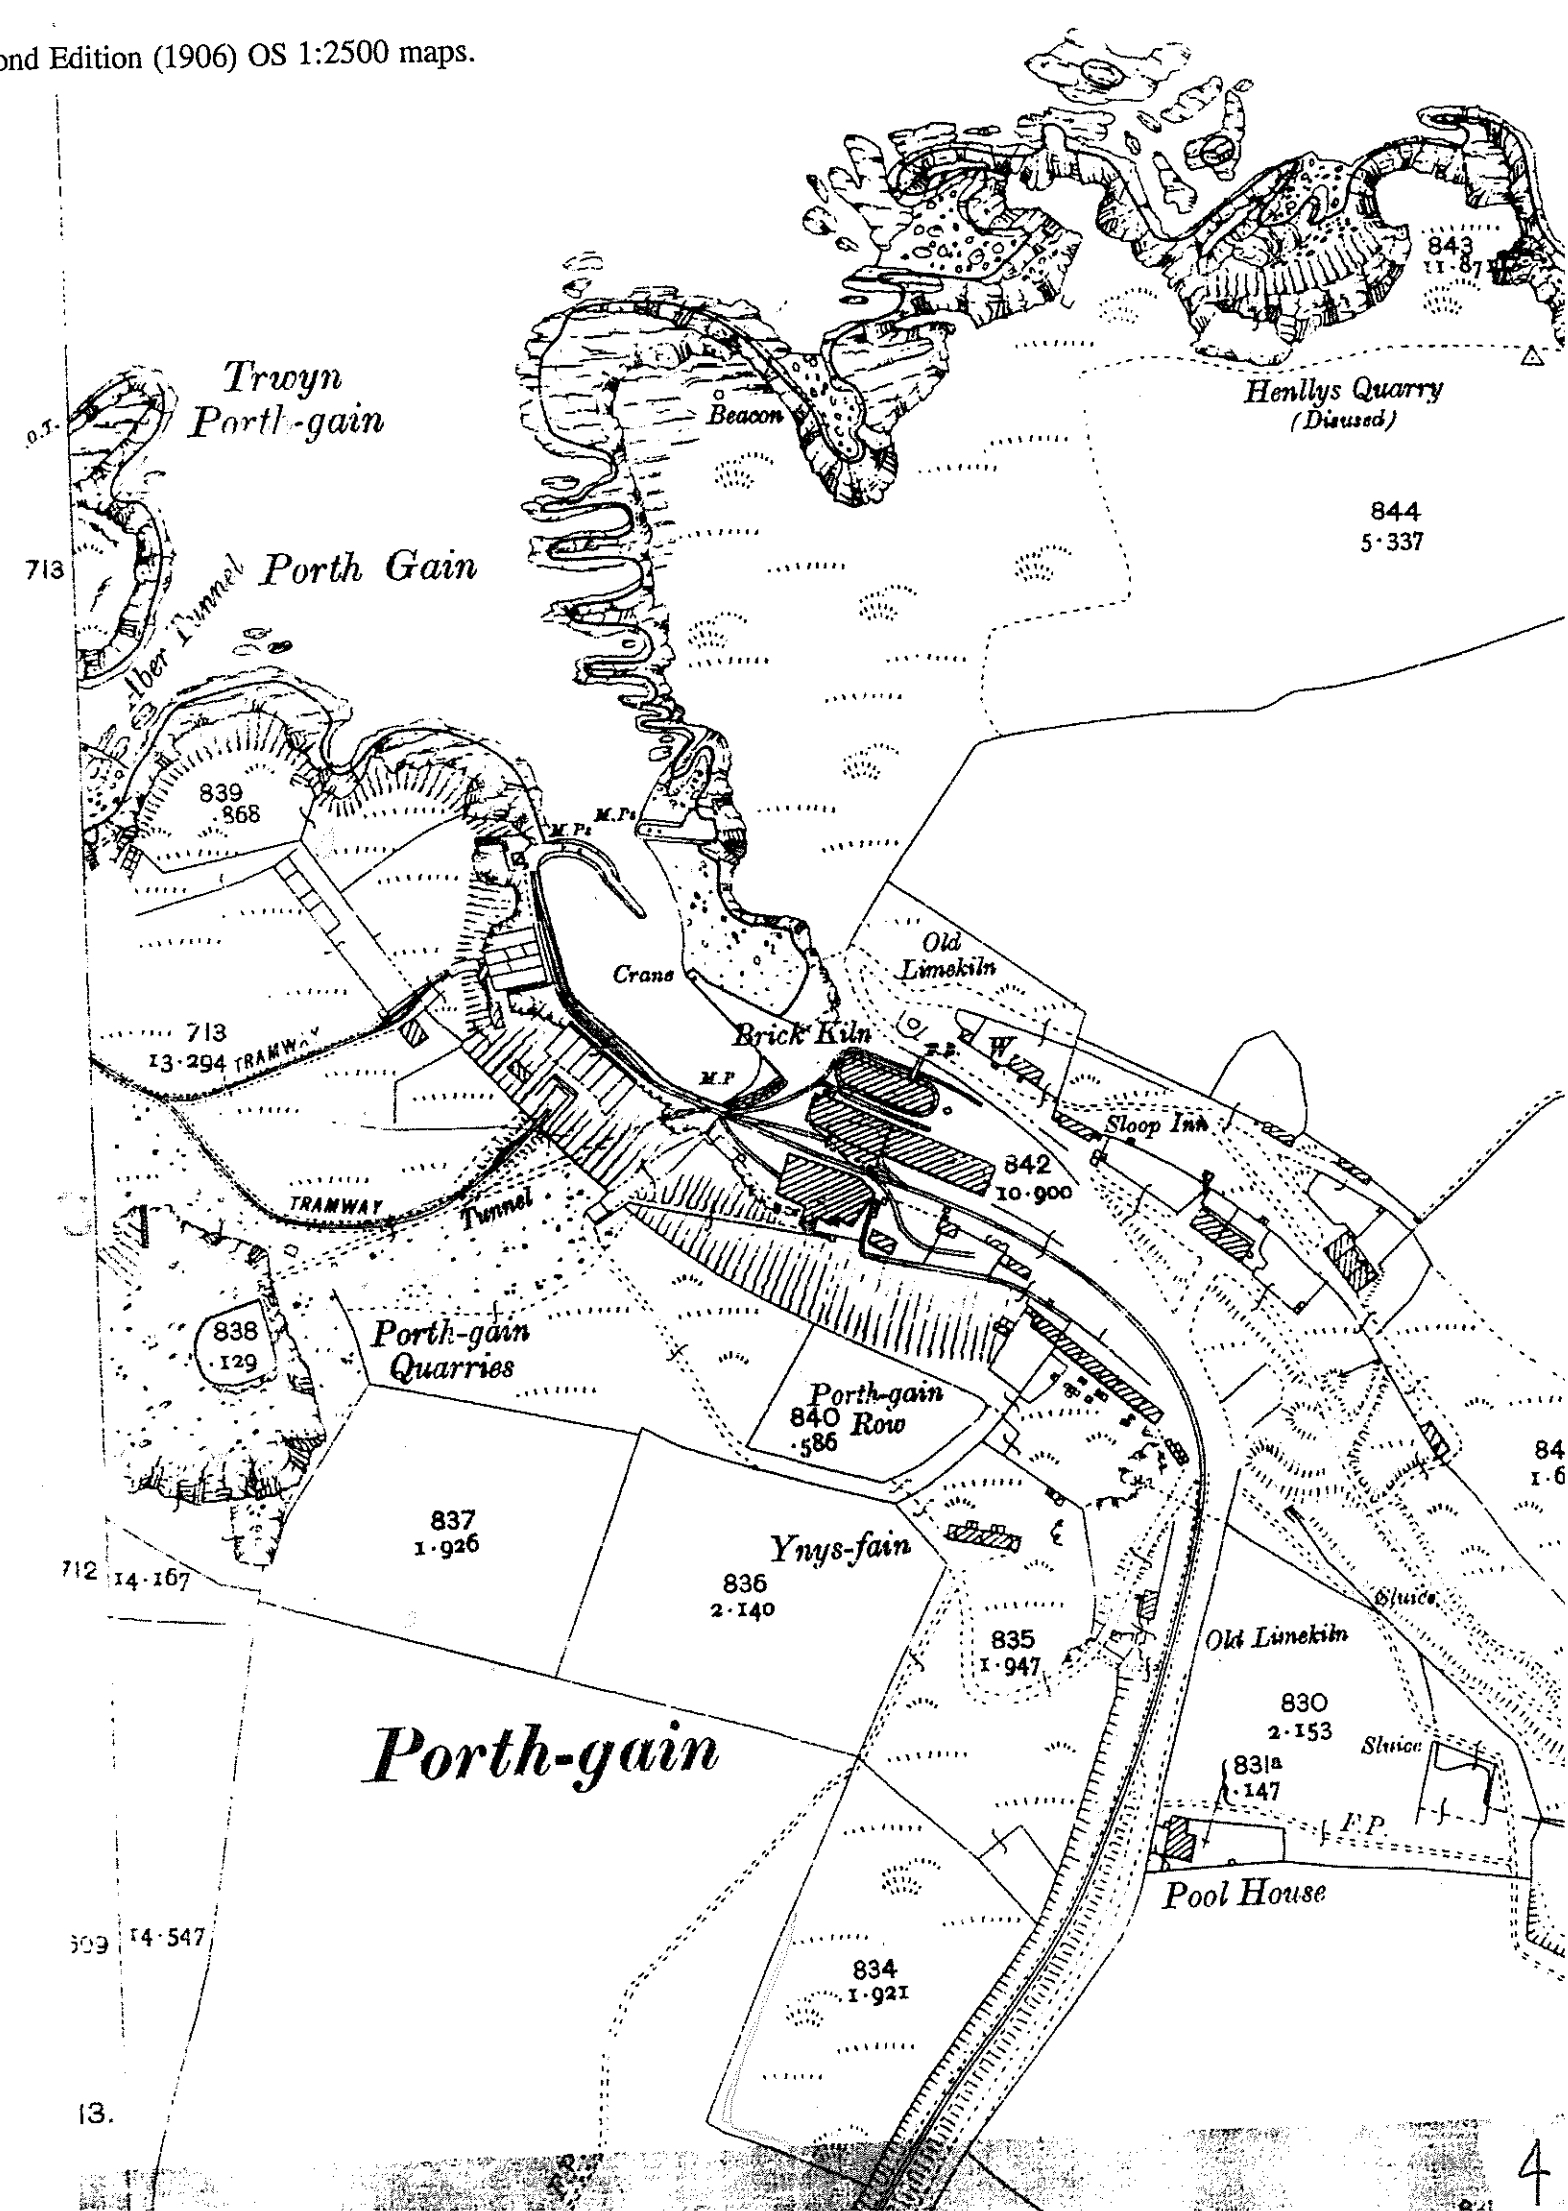 ond Edition (1906) OS 1:2500 maps.
843
Trwyn
Porth-gain
Beacon
Henllys Quarry
(Disused)
844
5·337
713
Porth Gain
Tunnel
839
·868
M.Ps
M.Ps
Old
Limekiln
Crane
Brick Kiln
W
713
13·294
TRAMWAY
M.P
Sloop Inn
842
10·900
TRAMWAY
Tunnel
838
·129
Porth-gain
Quarries
Porth-gain
840
Row
·586
84
1·6
837
1·926
Ynys-fain
712
14·167
836
2·140
Sluice
835
1·947
Old Limekiln
830
2·153
Porth-gain
Sluice
831a
·147
F.P.
Pool House
14·547
834
1·921
13.
4